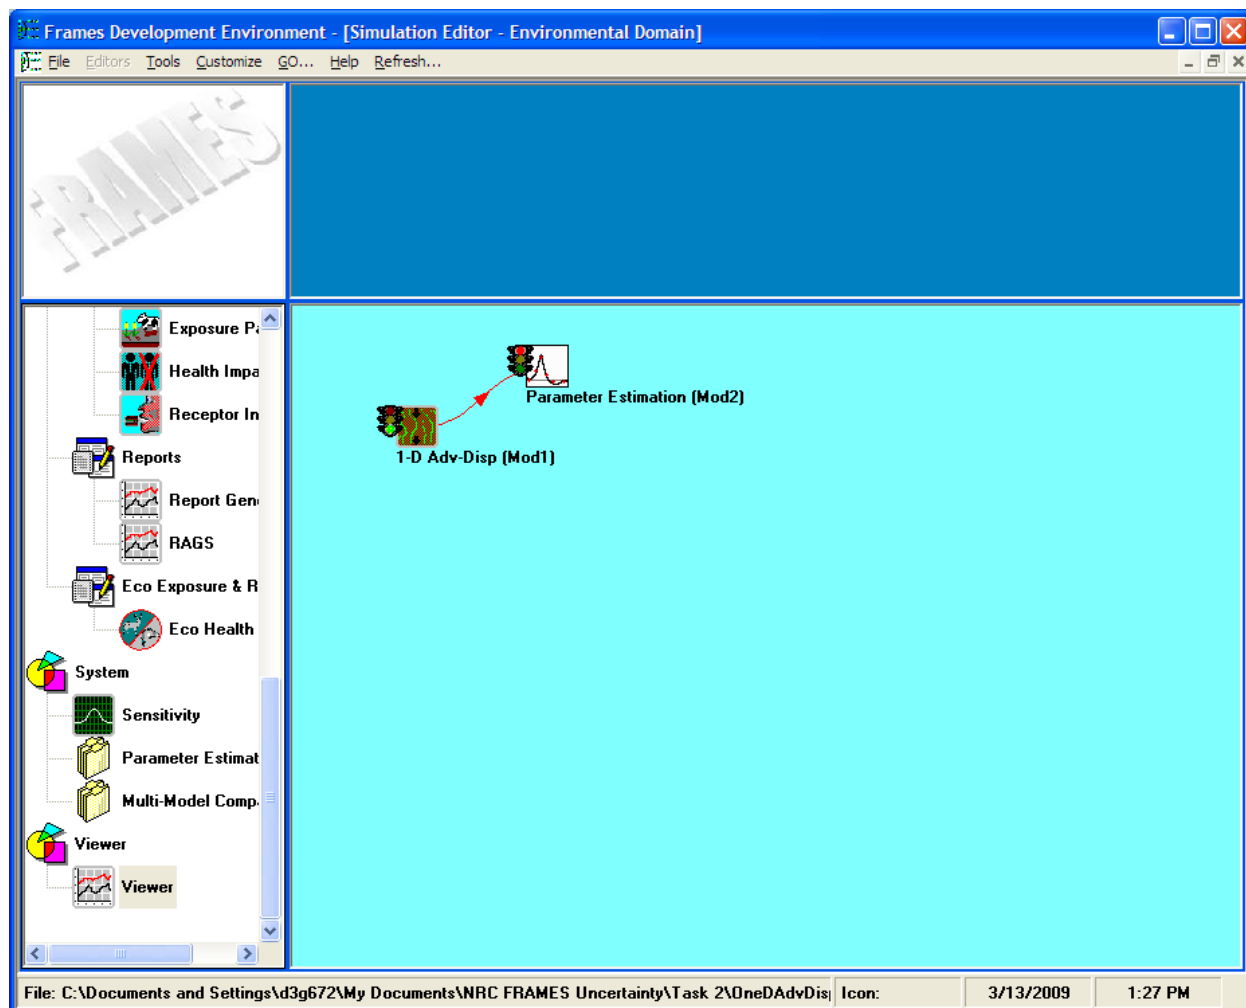 Frames Development Environment - [Simulation Editor - Environmental Domain]
File Editors Tools Customize GO... Help Refresh...
FRAMES
Exposure Pa
Health Impa
Receptor In
Reports
Report Gen
RAGS
Eco Exposure & R
Eco Health
System
Sensitivity
Parameter Estimat
Multi-Model Comp
Viewer
Viewer
Parameter Estimation (Mod2)
1-D Adv-Disp (Mod1)
File: C:\Documents and Settings\d3g672\My Documents\NRC FRAMES Uncertainty\Task 2\OneDAdvDisp Icon: 3/13/2009 1:27 PM